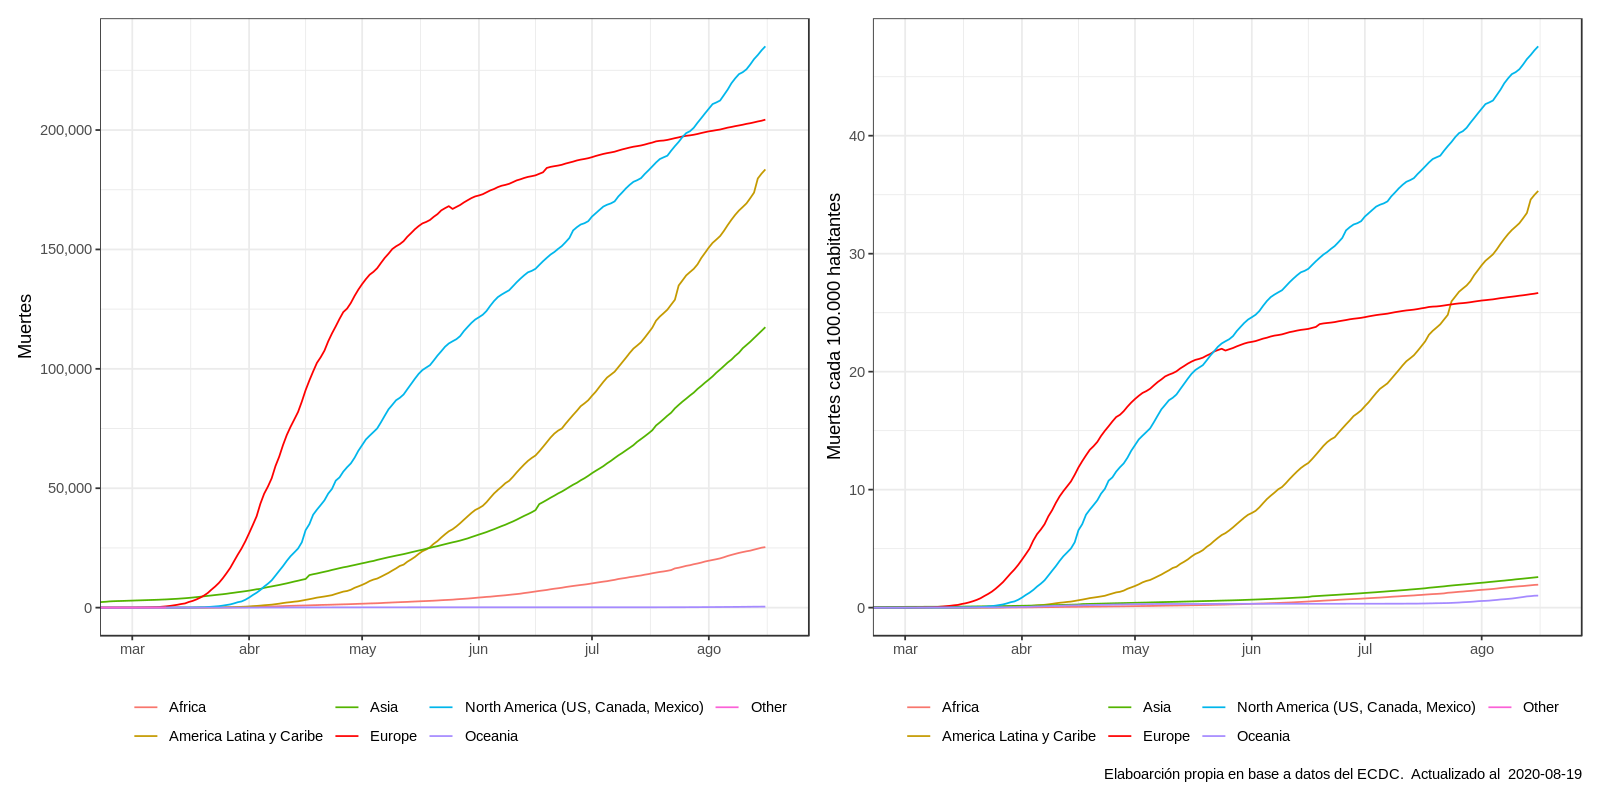 Muertes
200,000
150,000
100,000
50,000
0
mar abr may jun jul ago
Africa Asia North America (US, Canada, Mexico) Other
America Latina y Caribe Europe Oceania
Muertes cada 100.000 habitantes
40
30
20
10
0
mar abr may jun jul ago
Africa Asia North America (US, Canada, Mexico) Other
America Latina y Caribe Europe Oceania
Elaboarción propia en base a datos del ECDC. Actualizado al 2020-08-19